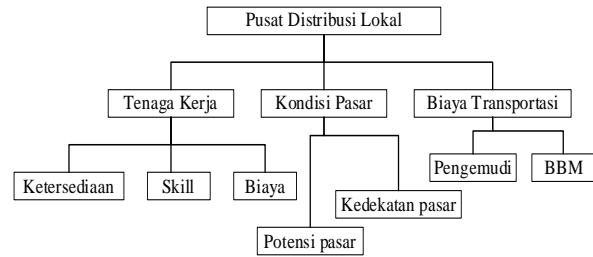 Pusat Distribusi Lokal
Tenaga Kerja
Kondisi Pasar
Biaya Transportasi
Ketersediaan
Skill
Biaya
Pengemudi
BBM
Kedekatan pasar
Potensi pasar